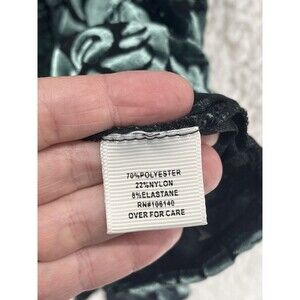 70%POLYESTER
22%NYLON
8%ELASTANE
RN#106140
OVER FOR CARE